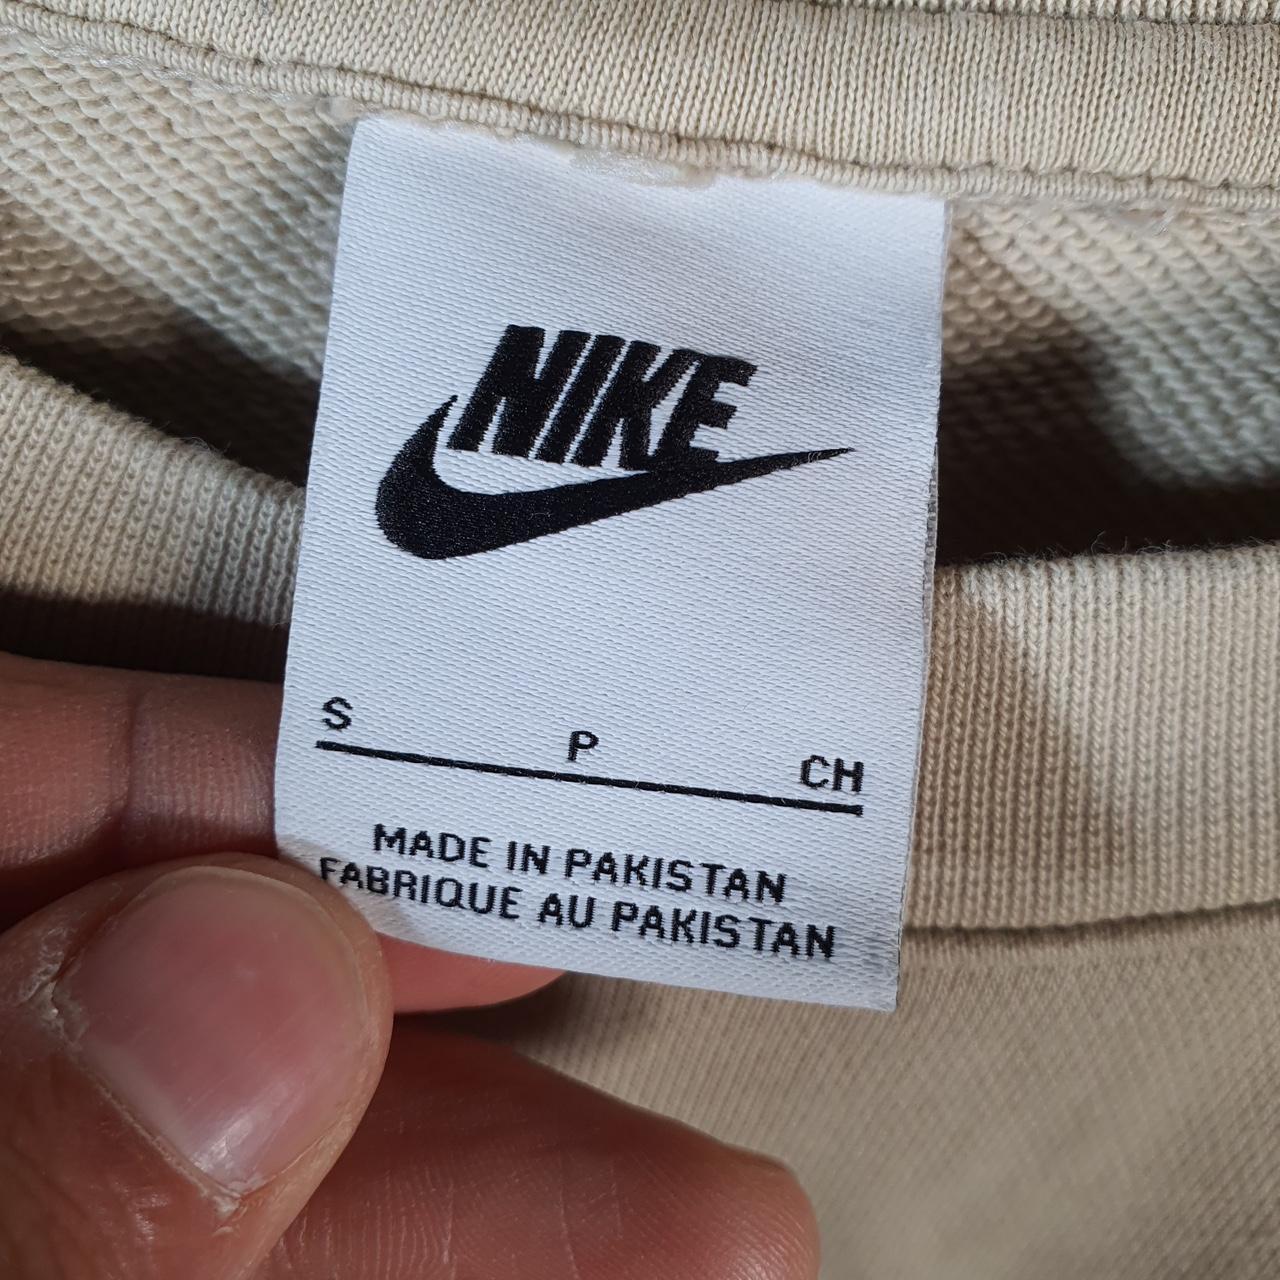 NIKE
S P CH
MADE IN PAKISTAN
FABRIQUE AU PAKISTAN